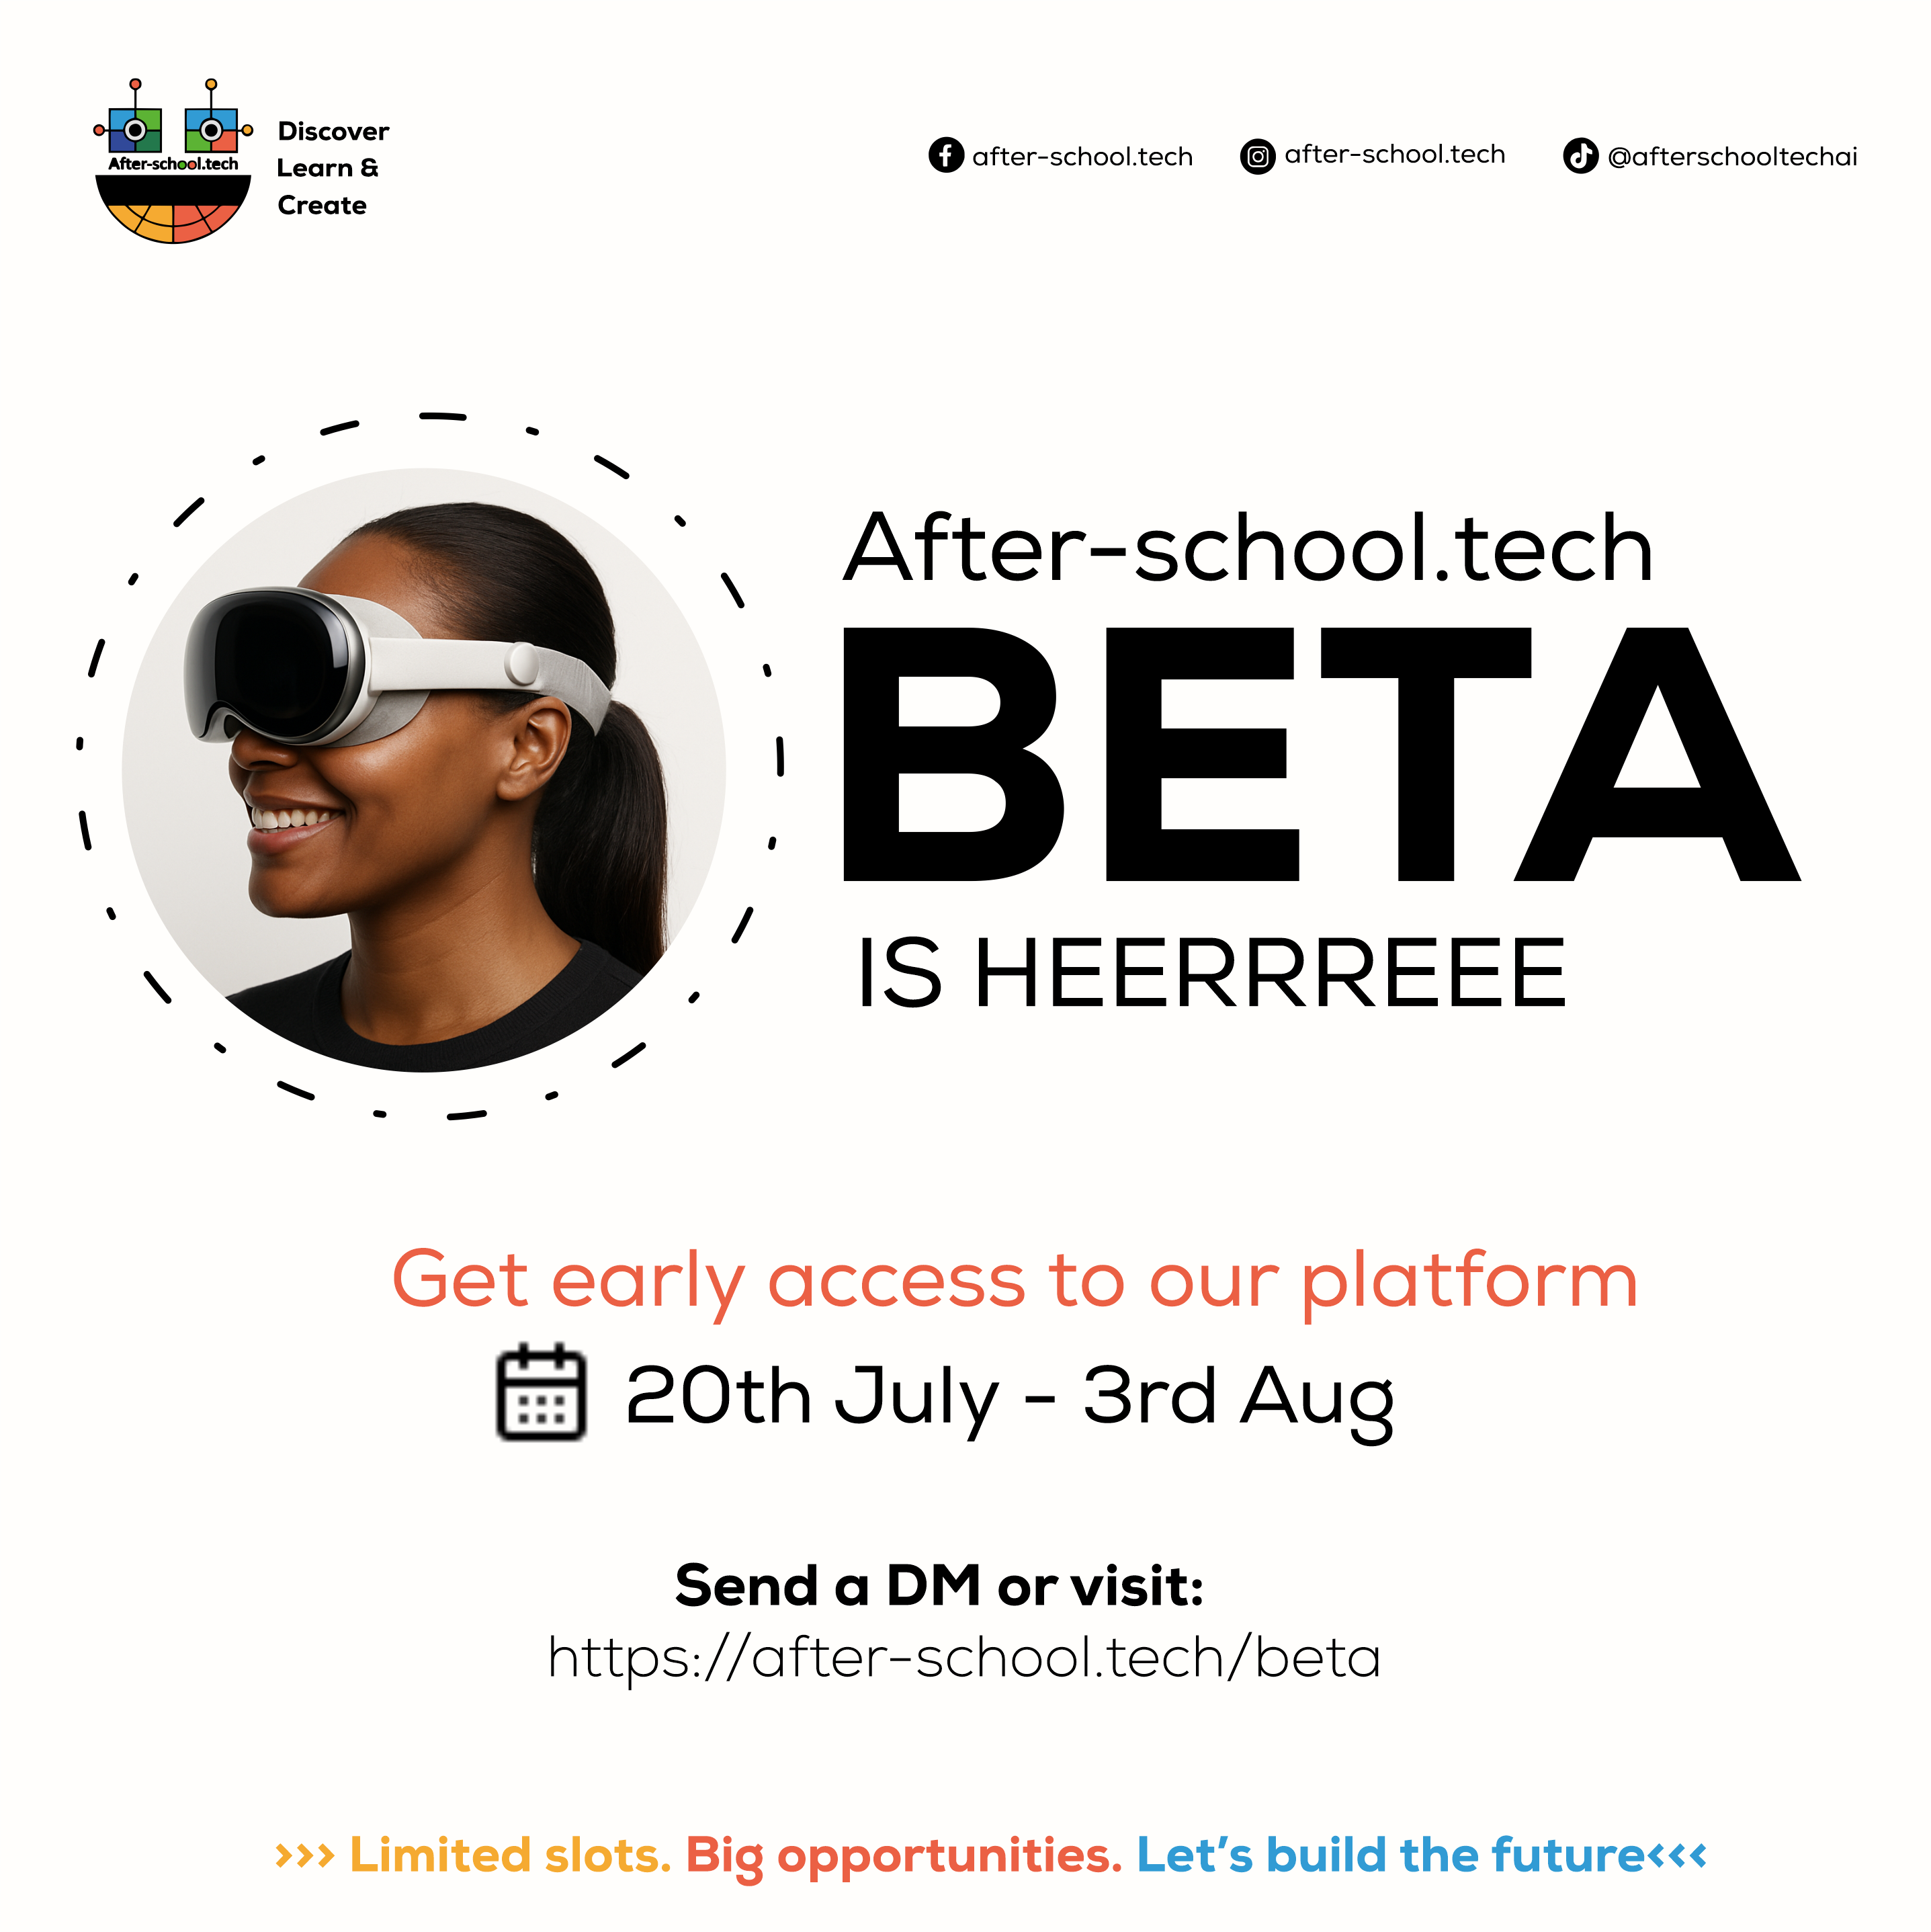 After-school.tech
Discover
Learn &
Create
after-school.tech
after-school.tech
@afterschooltechai
After-school.tech
BETA
IS HEERRREEE
Get early access to our platform
20th July - 3rd Aug
Send a DM or visit:
https://after-school.tech/beta
>>> Limited slots. Big opportunities. Let's build the future<<<